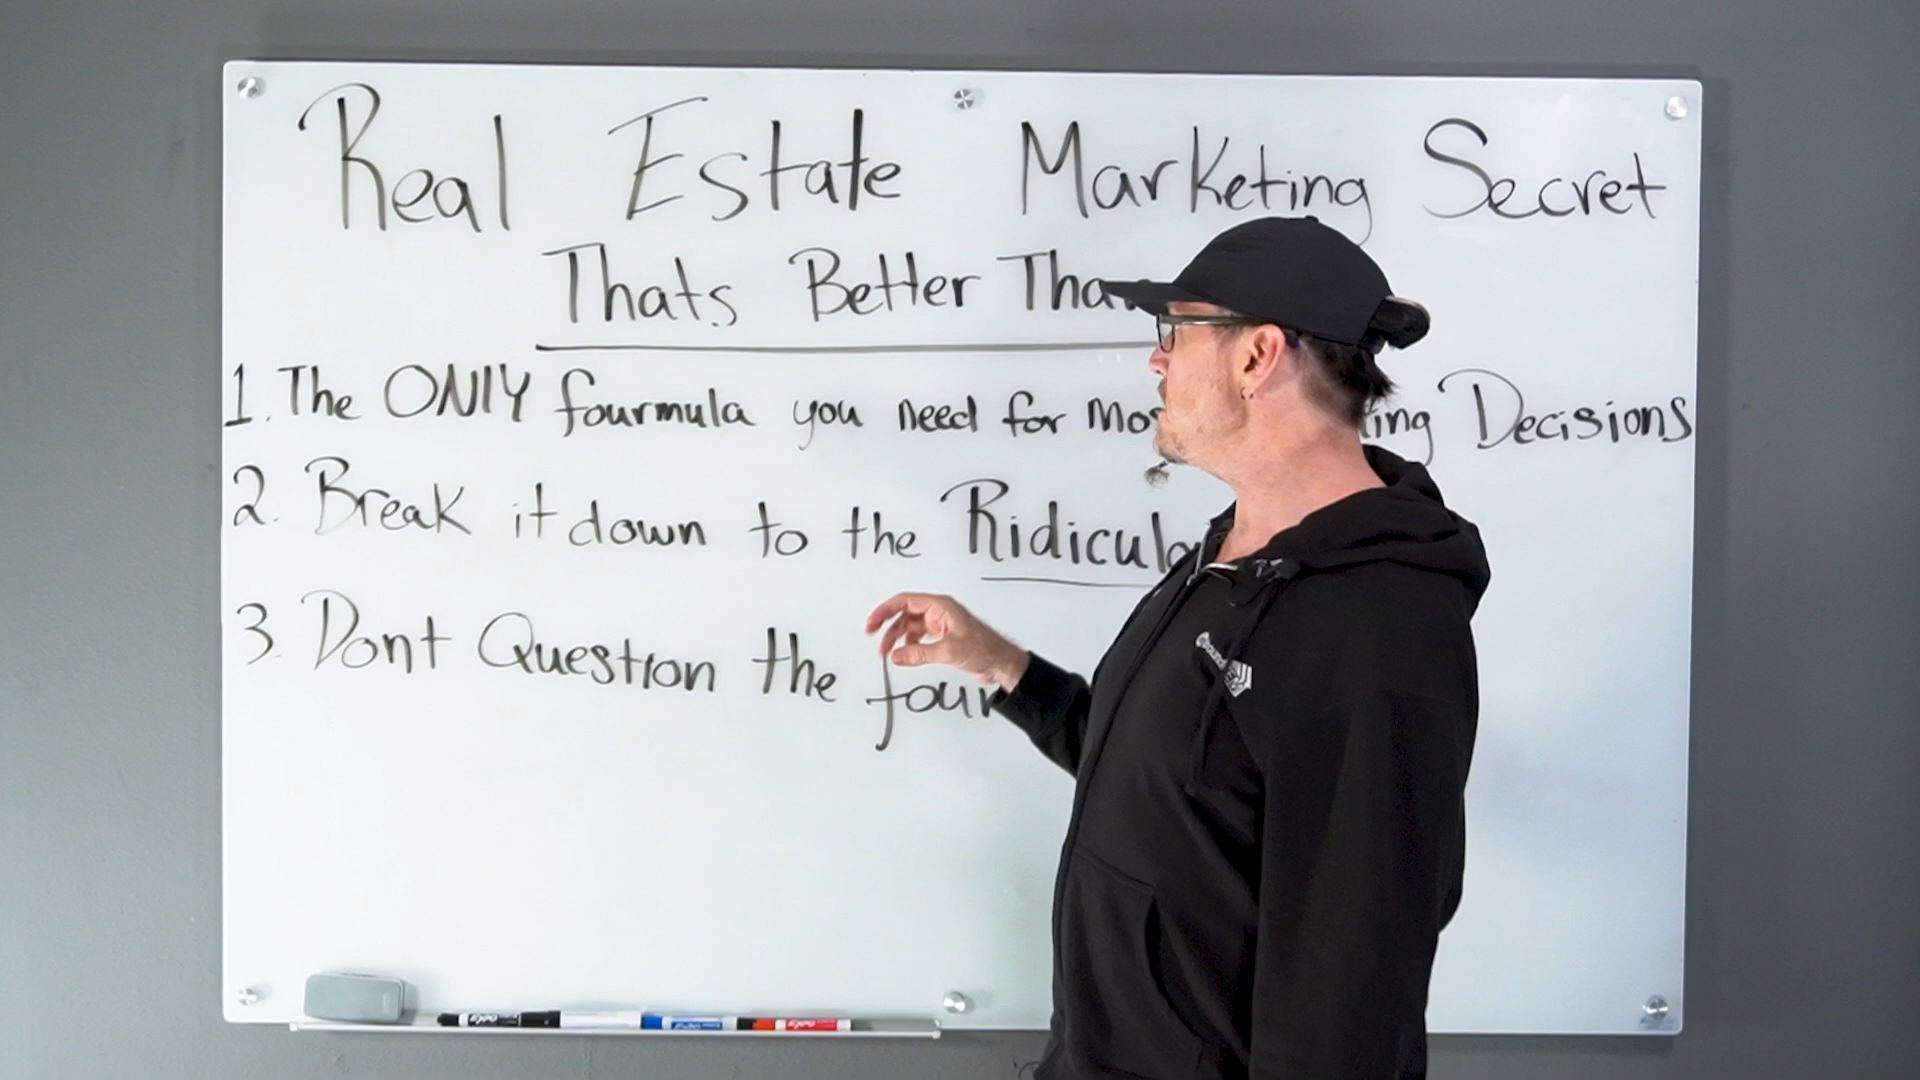 Real Estate Marketing Secret
Thats Better Tha
1. The ONlY fourmula you need for Mos ting Decisions
2. Break it down to the Ridicul
3. Dont Question the four